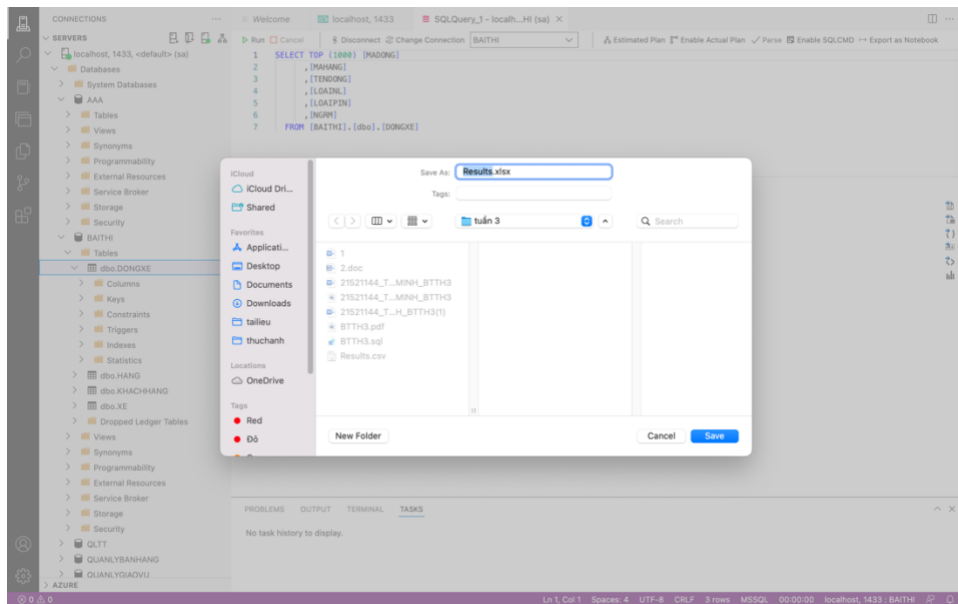 CONNECTIONS
SERVERS
localhost, 1433, <default> (sa)
Databases
System Databases
AAA
Tables
Views
Synonyms
Programmability
External Resources
Service Broker
Storage
Security
BAITHI
Tables
dbo.DONGXE
Columns
Keys
Constraints
Triggers
Indexes
Statistics
dbo.HANG
dbo.KHACHHANG
dbo.XE
Dropped Ledger Tables
Views
Synonyms
Programmability
External Resources
Service Broker
Storage
Security
QLTT
QUANLYBANHANG
QUANLYGIAOVU
AZURE
Welcome localhost, 1433 SQLQuery_1 - localh...HI (sa)
Run Cancel Disconnect Change Connection BAITHI Estimated Plan Enable Actual Plan Parse Enable SQLCMD Export as Notebook
1 SELECT TOP (1000) [MADONG]
2 ,[MAHANG]
3 ,[TENDONG]
4 ,[LOAINL]
5 ,[LOAIPIN]
6 ,[NGRM]
7 FROM [BAITHI].[dbo].[DONGXE]
iCloud
iCloud Dri...
Shared
Favorites
Applicati...
Desktop
Documents
Downloads
tailieu
thuchanh
Locations
OneDrive
Tags
Red
Đỏ
Save As: Results.xlsx
Tags:
tuần 3 Search
1
2.doc
21521144_T...MINH_BTTH3
21521144_T...MINH_BTTH3
21521144_T...H_BTTH3(1)
BTTH3.pdf
BTTH3.sql
Results.csv
New Folder Cancel Save
PROBLEMS OUTPUT TERMINAL TASKS
No task history to display.
0 0 Ln 1, Col 1 Spaces: 4 UTF-8 CRLF 3 rows MSSQL 00:00:00 localhost, 1433 : BAITHI